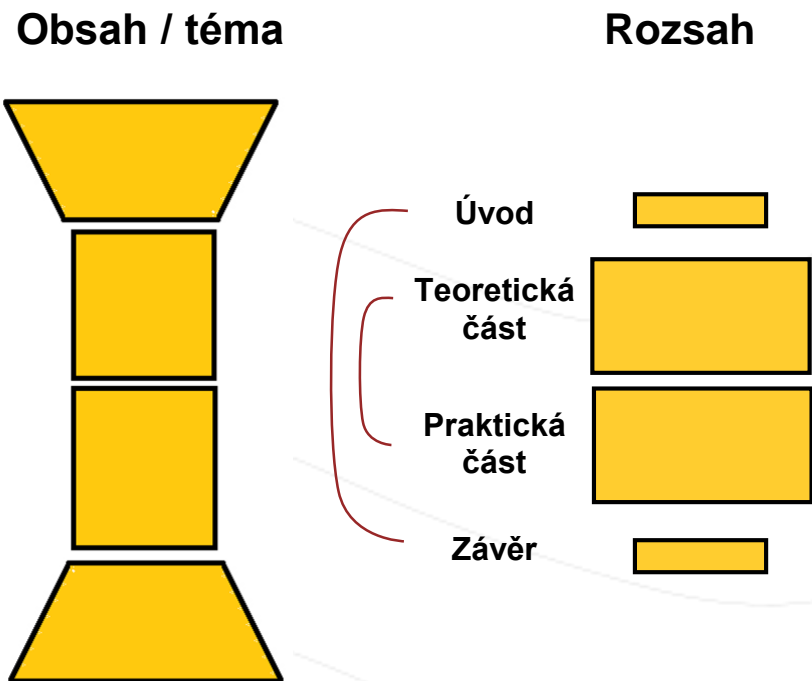 Obsah / téma
Rozsah
Úvod
Teoretická
část
Praktická
část
Závěr